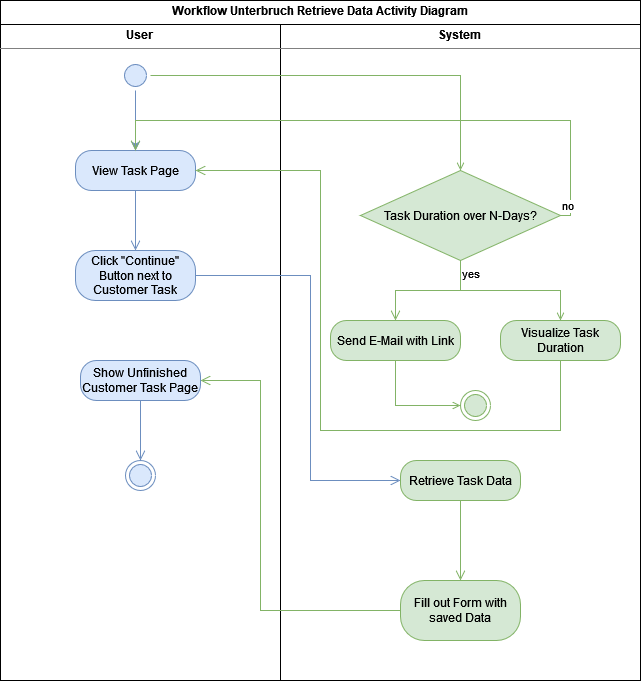 Workflow Unterbruch Retrieve Data Activity Diagram
User
System
View Task Page
Task Duration over N-Days?
no
Click "Continue"
Button next to
Customer Task
yes
Send E-Mail with Link
Visualize Task
Duration
Show Unfinished
Customer Task Page
Retrieve Task Data
Fill out Form with
saved Data